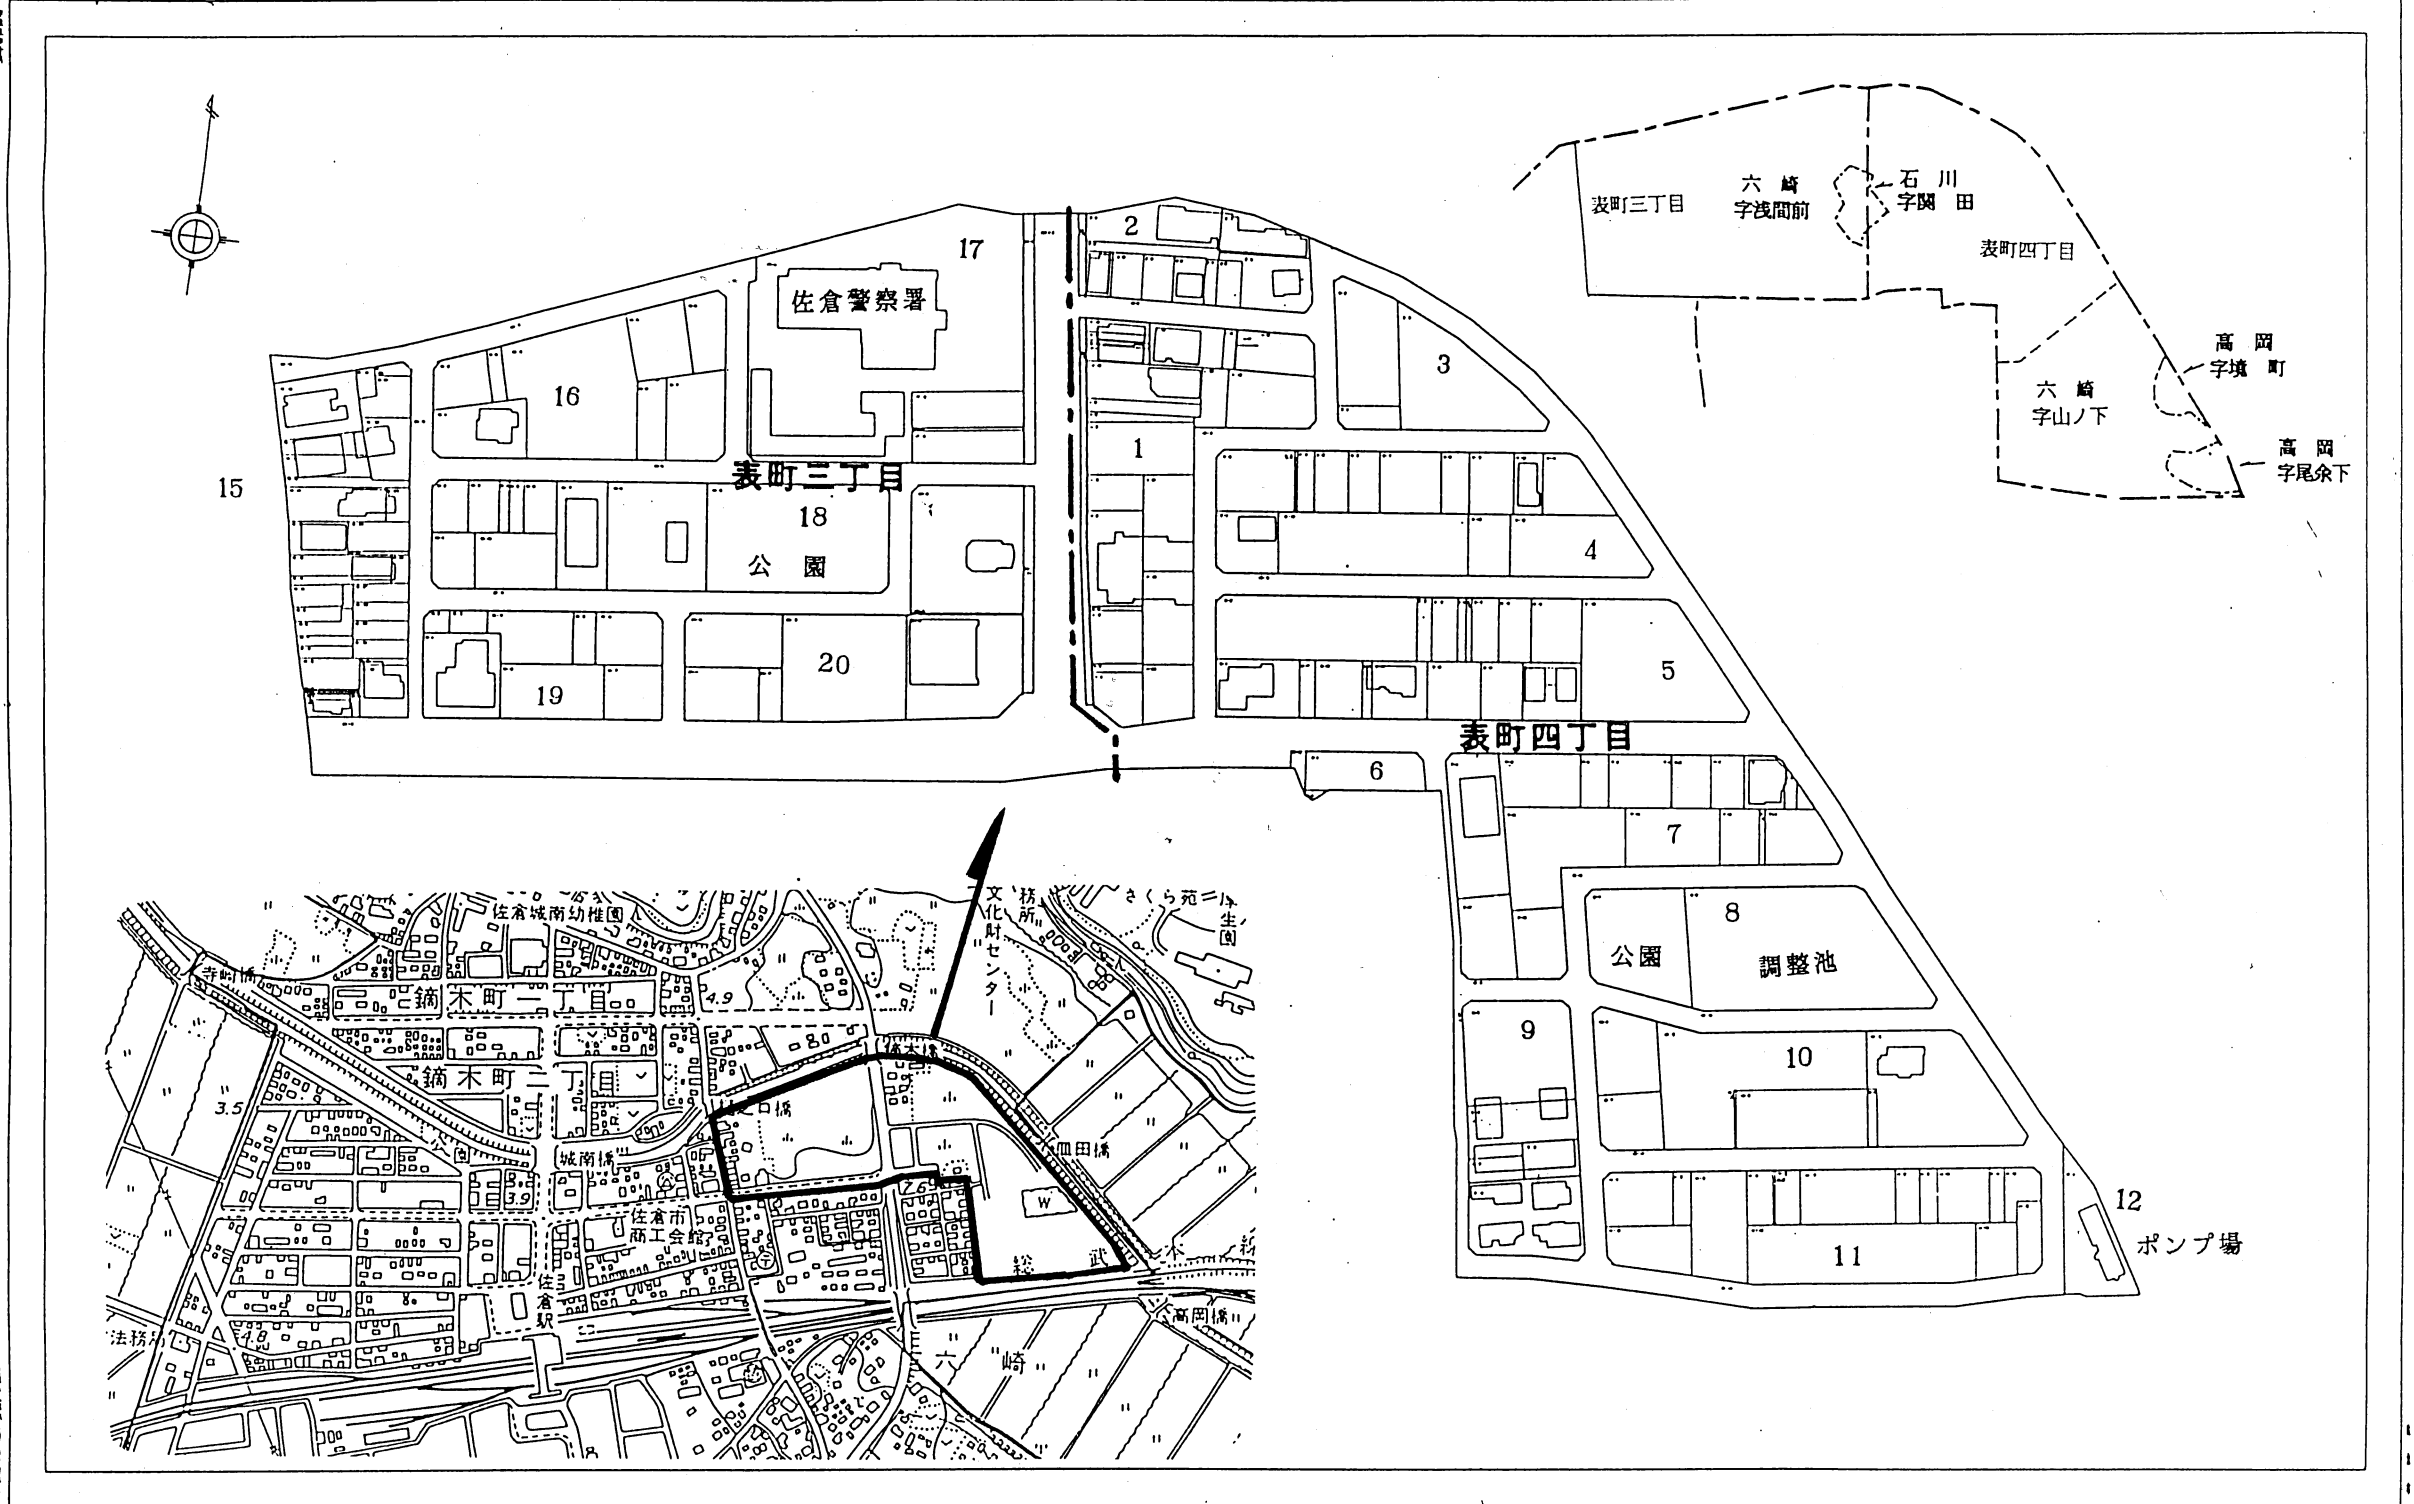 表町三丁目
六崎
字浅間前
石川
字関田
表町四丁目
高岡
字境町
六崎
字山ノ下
高岡
字尾余下
17
2
佐倉警察署
16
3
1
15
表町三丁目
18
公園
4
20
19
5
表町四丁目
6
7
8
公園
調整池
9
10
12
ポンプ場
11
佐倉城南幼稚園
文化財センター
務所
さくら苑
寺崎橋
鏑木町一丁目
4.9
鏑木町二丁目
3.5
公園
城南橋
皿田橋
3.9
W
佐倉市
商工会館
総武本
佐倉駅
高岡橋
4.8
六崎